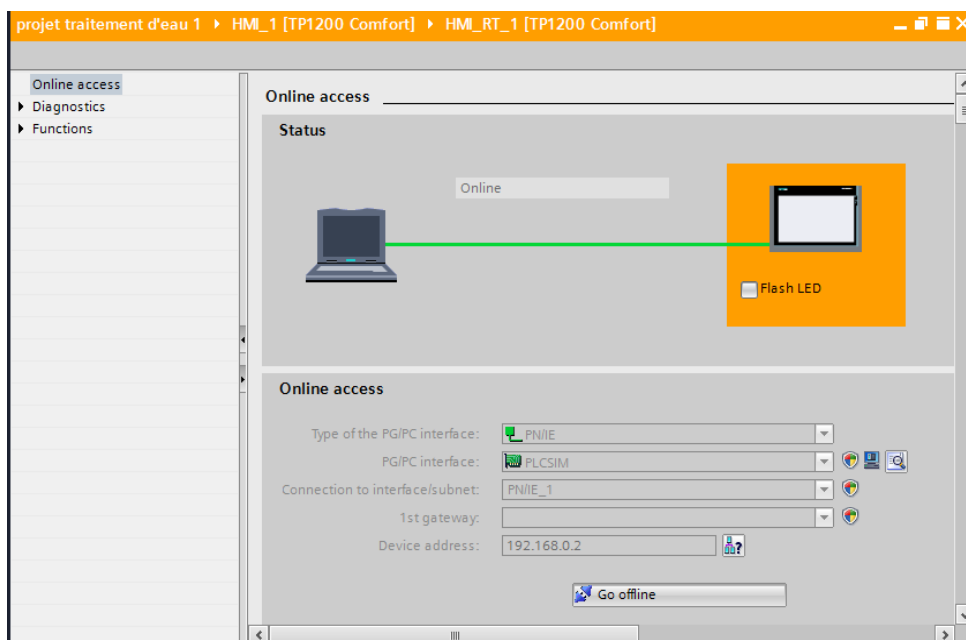 projet traitement d'eau 1 ▸ HMI_1 [TP1200 Comfort] ▸ HMI_RT_1 [TP1200 Comfort]
Online access
Diagnostics
Functions
Online access
Status
Online
Flash LED
Online access
Type of the PG/PC interface: PN/IE
PG/PC interface: PLCSIM
Connection to interface/subnet: PN/IE_1
1st gateway:
Device address: 192.168.0.2
Go offline